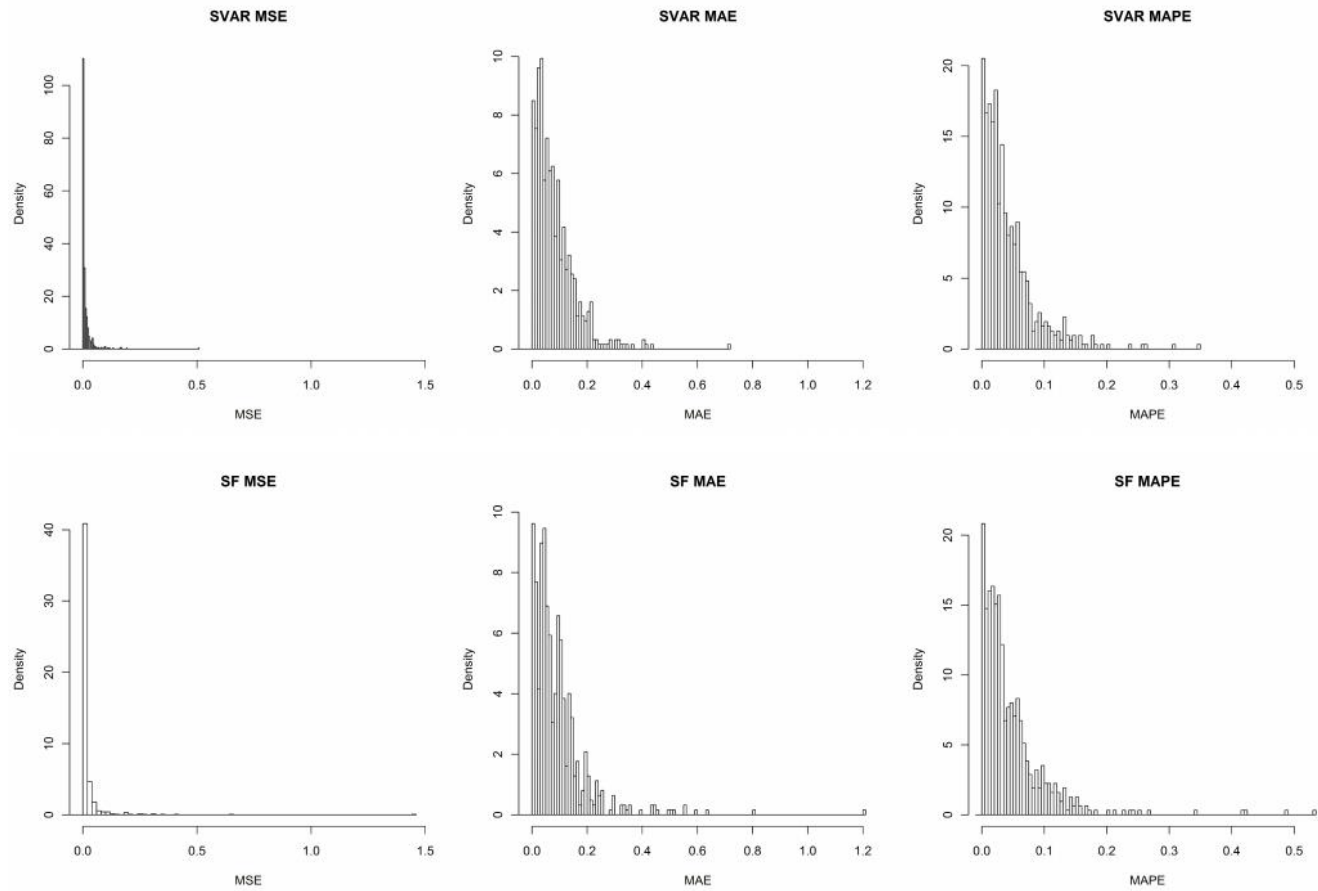 SVAR MSE
Density
0 20 40 60 80 100
0.0 0.5 1.0 1.5
MSE
SVAR MAE
Density
0 2 4 6 8 10
0.0 0.2 0.4 0.6 0.8 1.0 1.2
MAE
SVAR MAPE
Density
0 5 10 15 20
0.0 0.1 0.2 0.3 0.4 0.5
MAPE
SF MSE
Density
0 10 20 30 40
0.0 0.5 1.0 1.5
MSE
SF MAE
Density
0 2 4 6 8 10
0.0 0.2 0.4 0.6 0.8 1.0 1.2
MAE
SF MAPE
Density
0 5 10 15 20
0.0 0.1 0.2 0.3 0.4 0.5
MAPE